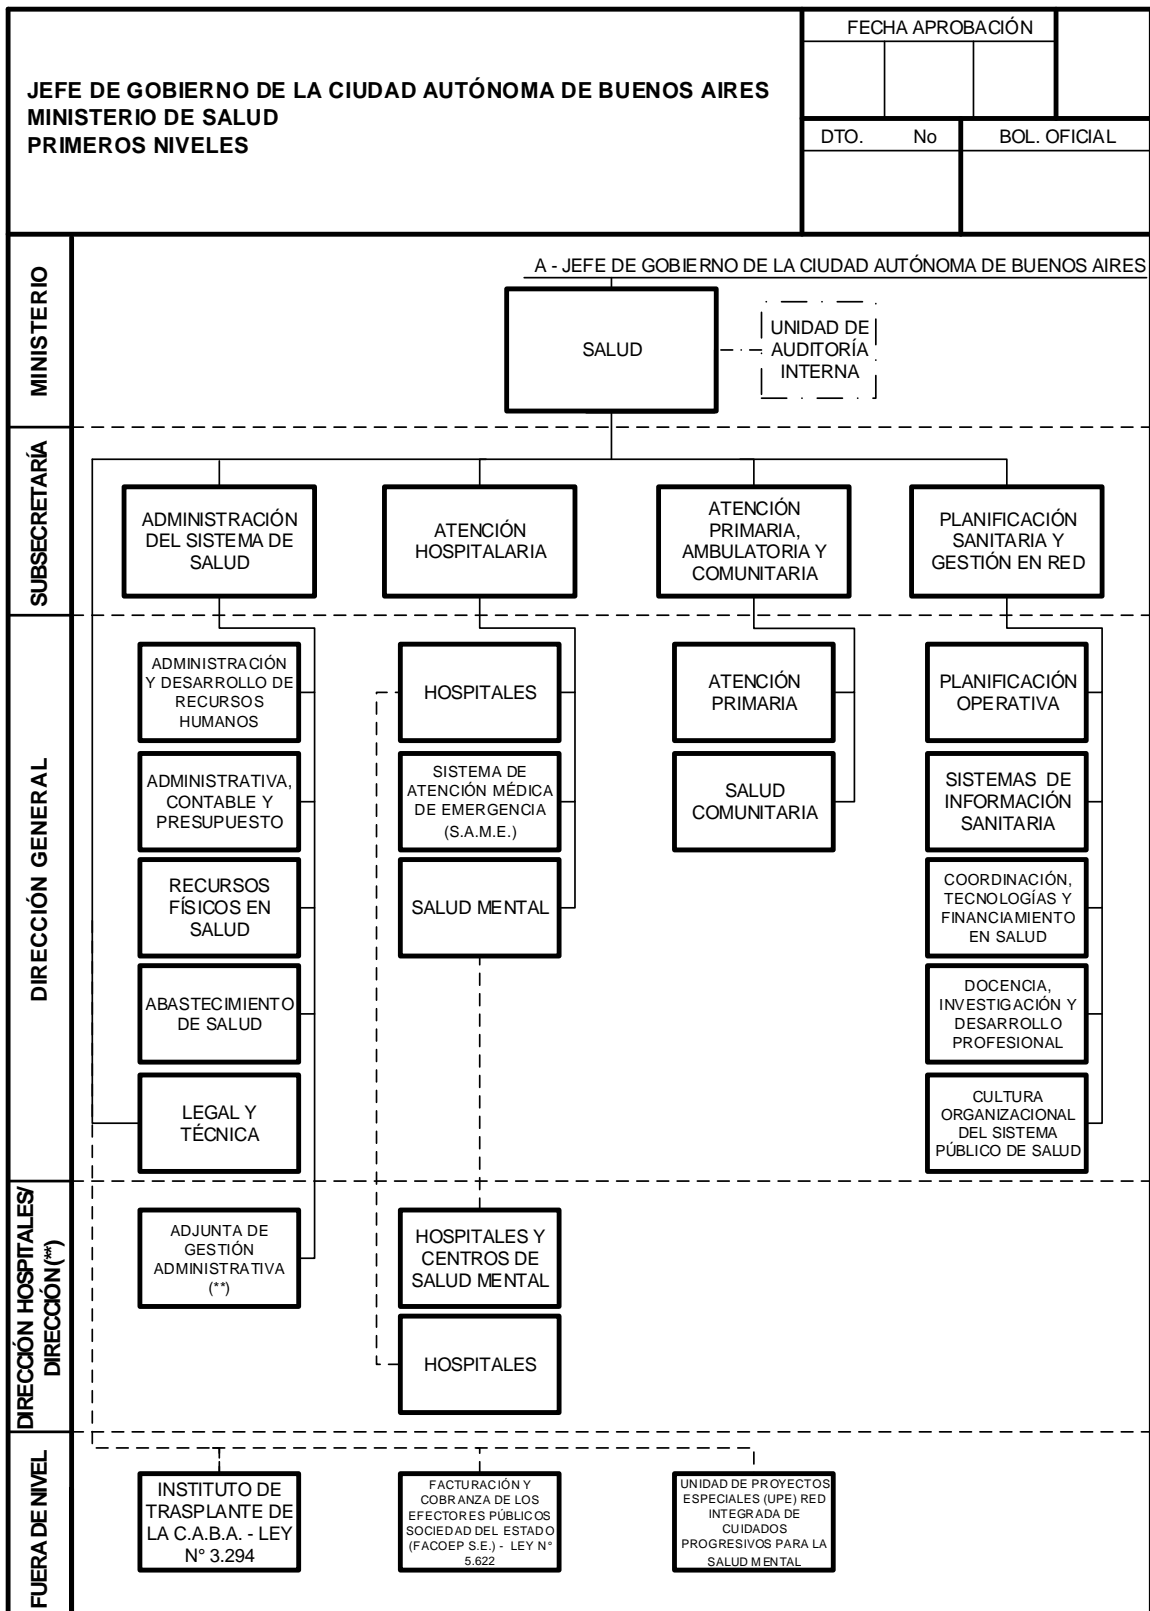 JEFE DE GOBIERNO DE LA CIUDAD AUTÓNOMA DE BUENOS AIRES
MINISTERIO DE SALUD
PRIMEROS NIVELES
FECHA APROBACIÓN
DTO. No
BOL. OFICIAL
MINISTERIO
A - JEFE DE GOBIERNO DE LA CIUDAD AUTÓNOMA DE BUENOS AIRES
SALUD
UNIDAD DE
AUDITORÍA
INTERNA
SUBSECRETARÍA
ADMINISTRACIÓN
DEL SISTEMA DE
SALUD
ATENCIÓN
HOSPITALARIA
ATENCIÓN
PRIMARIA,
AMBULATORIA Y
COMUNITARIA
PLANIFICACIÓN
SANITARIA Y
GESTIÓN EN RED
DIRECCIÓN GENERAL
ADMINISTRACIÓN
Y DESARROLLO DE
RECURSOS
HUMANOS
HOSPITALES
ATENCIÓN
PRIMARIA
PLANIFICACIÓN
OPERATIVA
ADMINISTRATIVA,
CONTABLE Y
PRESUPUESTO
SISTEMA DE
ATENCIÓN MÉDICA
DE EMERGENCIA
(S.A.M.E.)
SALUD
COMUNITARIA
SISTEMAS DE
INFORMACIÓN
SANITARIA
RECURSOS
FÍSICOS EN
SALUD
SALUD MENTAL
COORDINACIÓN,
TECNOLOGÍAS Y
FINANCIAMIENTO
EN SALUD
ABASTECIMIENTO
DE SALUD
DOCENCIA,
INVESTIGACIÓN Y
DESARROLLO
PROFESIONAL
LEGAL Y
TÉCNICA
CULTURA
ORGANIZACIONAL
DEL SISTEMA
PÚBLICO DE SALUD
DIRECCIÓN HOSPITALES/
DIRECCIÓN(**)
ADJUNTA DE
GESTIÓN
ADMINISTRATIVA
(**)
HOSPITALES Y
CENTROS DE
SALUD MENTAL
HOSPITALES
FUERA DE NIVEL
INSTITUTO DE
TRASPLANTE DE
LA C.A.B.A. - LEY
N° 3.294
FACTURACIÓN Y
COBRANZA DE LOS
EFECTORES PÚBLICOS
SOCIEDAD DEL ESTADO
(FACOEP S.E.) - LEY N°
5.622
UNIDAD DE PROYECTOS
ESPECIALES (UPE) RED
INTEGRADA DE
CUIDADOS
PROGRESIVOS PARA LA
SALUD MENTAL